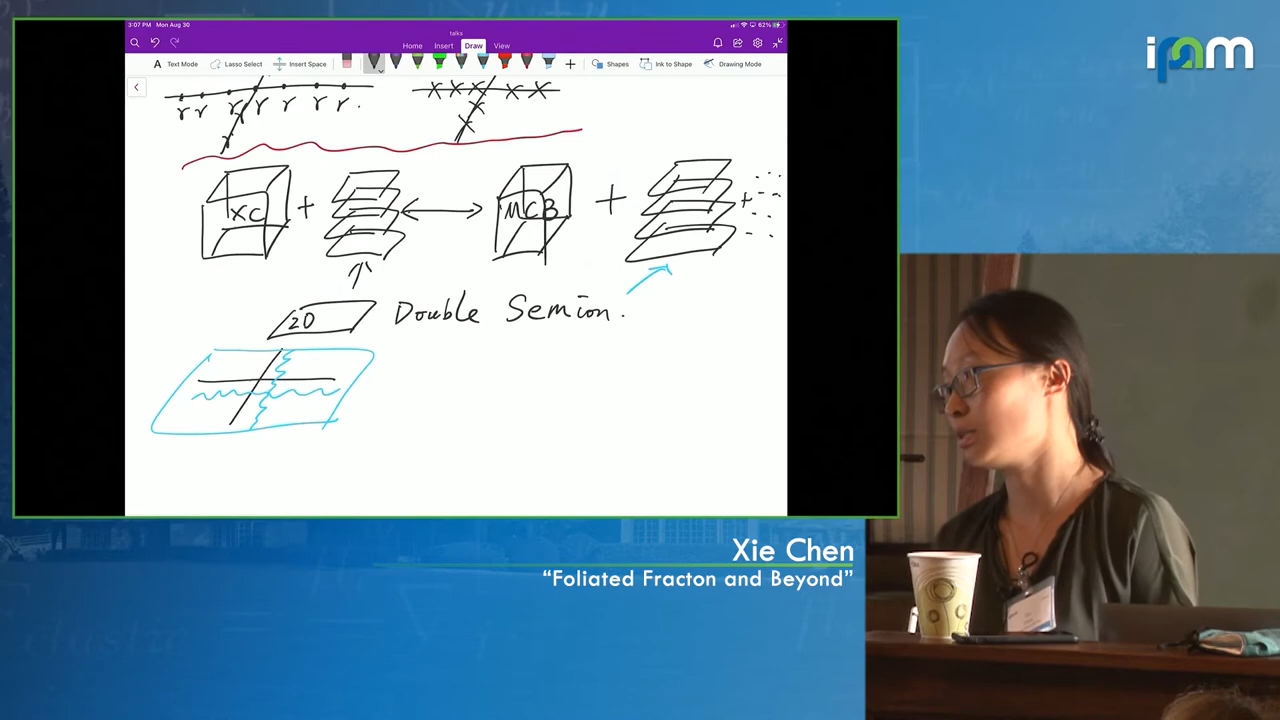 3:07 PM Mon Aug 30
62%
talks
Home Insert Draw View
Text Mode Lasso Select Insert Space Shapes Ink to Shape Drawing Mode
r r r r r r r .
r
x x x x x x
x
x
XC + ↔ MCB + +
2D Double Semion.
ipam
Xie Chen
“Foliated Fracton and Beyond”